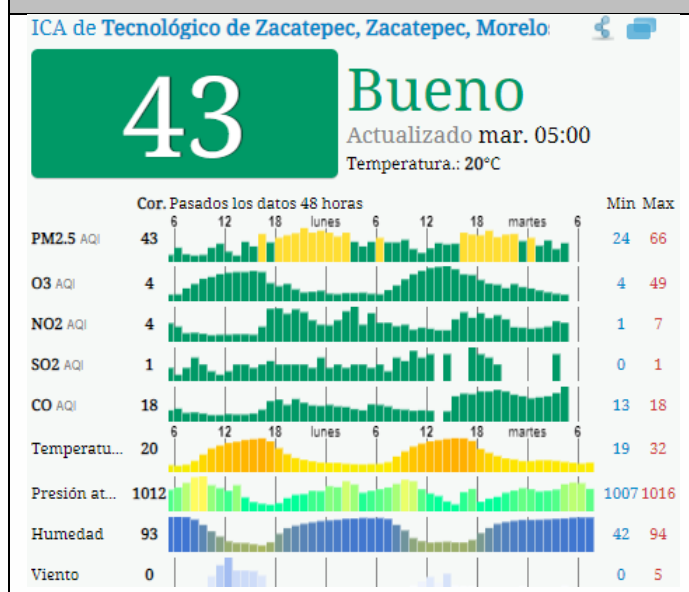 ICA de Tecnológico de Zacatepec, Zacatepec, Morelo
43
Bueno
Actualizado mar. 05:00
Temperatura.: 20°C
Cor. Pasados los datos 48 horas Min Max
6 12 18 lunes 6 12 18 martes 6
PM2.5 AQI 43 24 66
O3 AQI 4 4 49
NO2 AQI 4 1 7
SO2 AQI 1 0 1
CO AQI 18 13 18
6 12 18 lunes 6 12 18 martes 6
Temperatu... 20 19 32
Presión at... 1012 1007 1016
Humedad 93 42 94
Viento 0 0 5